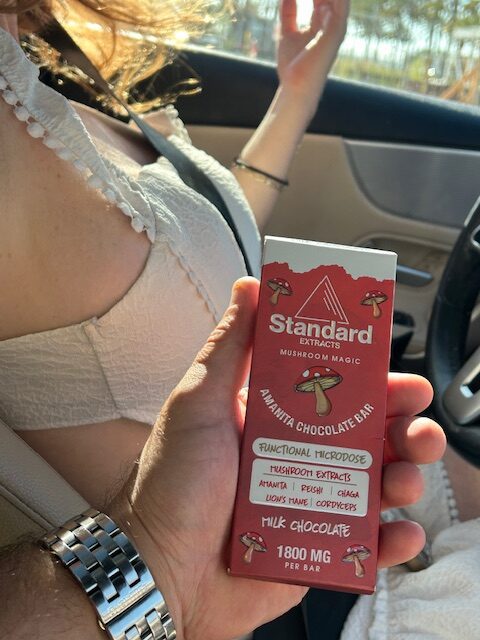 Standard
EXTRACTS
MUSHROOM MAGIC
AMANITA CHOCOLATE BAR
FUNCTIONAL MICRODOSE
MUSHROOM EXTRACTS
AMANITA | REISHI | CHAGA
LION'S MANE | CORDYCEPS
MILK CHOCOLATE
1800 MG
PER BAR